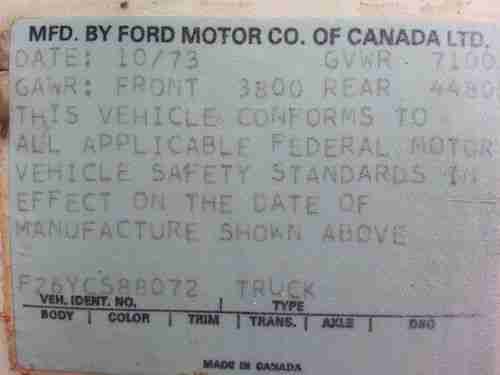 MFD. BY FORD MOTOR CO. OF CANADA LTD.
DATE: 10/73 GVWR 7100
GAWR: FRONT 3800 REAR 4480
THIS VEHICLE CONFORMS TO
ALL APPLICABLE FEDERAL MOTOR
VEHICLE SAFETY STANDARDS IN
EFFECT ON THE DATE OF
MANUFACTURE SHOWN ABOVE
F26YCS88072 TRUCK
VEH. IDENT. NO. | TYPE
BODY | COLOR | TRIM | TRANS. | AXLE | DSO
MADE IN CANADA